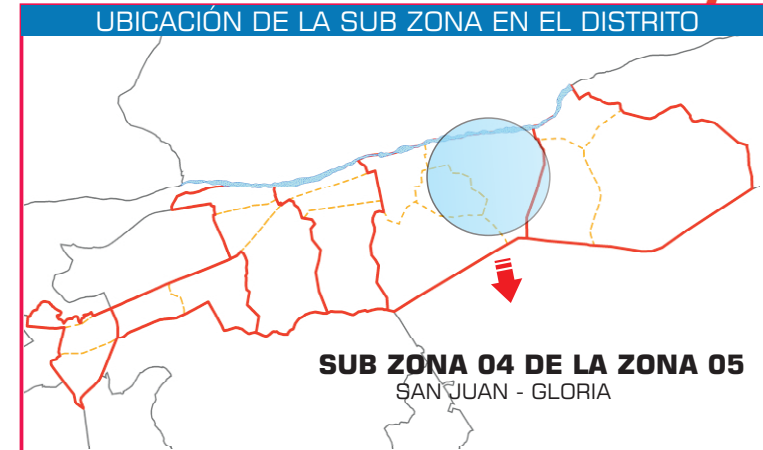 UBICACIÓN DE LA SUB ZONA EN EL DISTRITO
SUB ZONA 04 DE LA ZONA 05
SAN JUAN - GLORIA